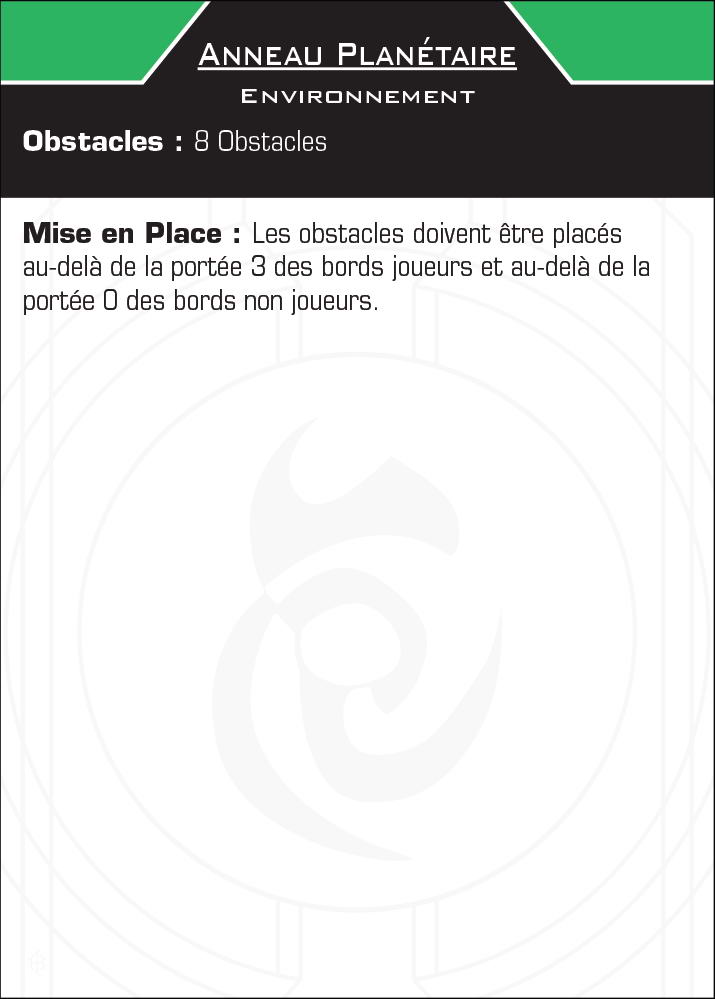 Anneau Planétaire
Environnement
Obstacles : 8 Obstacles
Mise en Place : Les obstacles doivent être placés
au-delà de la portée 3 des bords joueurs et au-delà de la
portée 0 des bords non joueurs.